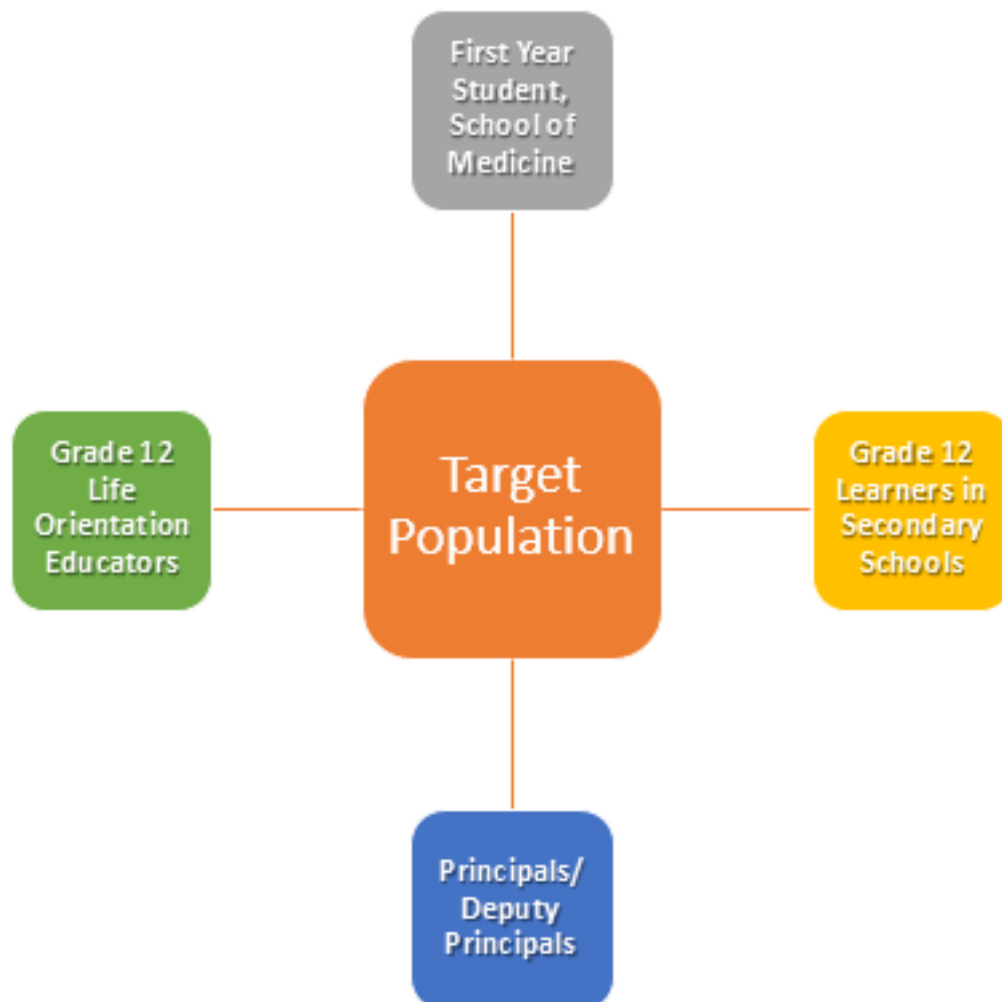 First Year
Student,
School of
Medicine
Grade 12
Life
Orientation
Educators
Target
Population
Grade 12
Learners in
Secondary
Schools
Principals/
Deputy
Principals